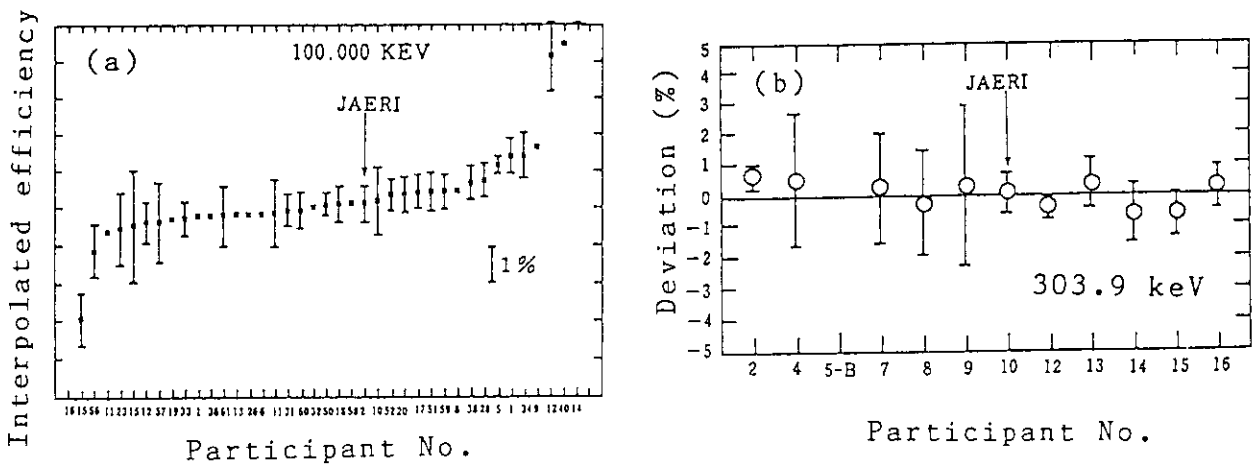 Interpolated efficiency
(a)
100.000 KEV
JAERI
1%
Participant No.
Deviation (%)
(b)
JAERI
303.9 keV
5
4
3
2
1
0
-1
-2
-3
-4
-5
2 4 5-B 7 8 9 10 12 13 14 15 16
Participant No.